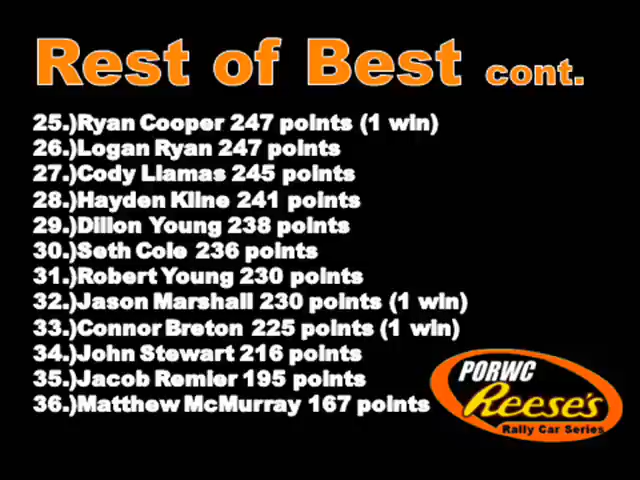 Rest of Best cont.
25.)Ryan Cooper 247 points (1 win)
26.)Logan Ryan 247 points
27.)Cody Llamas 245 points
28.)Hayden Kline 241 points
29.)Dillon Young 238 points
30.)Seth Cole 236 points
31.)Robert Young 230 points
32.)Jason Marshall 230 points (1 win)
33.)Connor Breton 225 points (1 win)
34.)John Stewart 216 points
35.)Jacob Remier 195 points
36.)Matthew McMurray 167 points
PORWC
Reese's
Rally Car Series